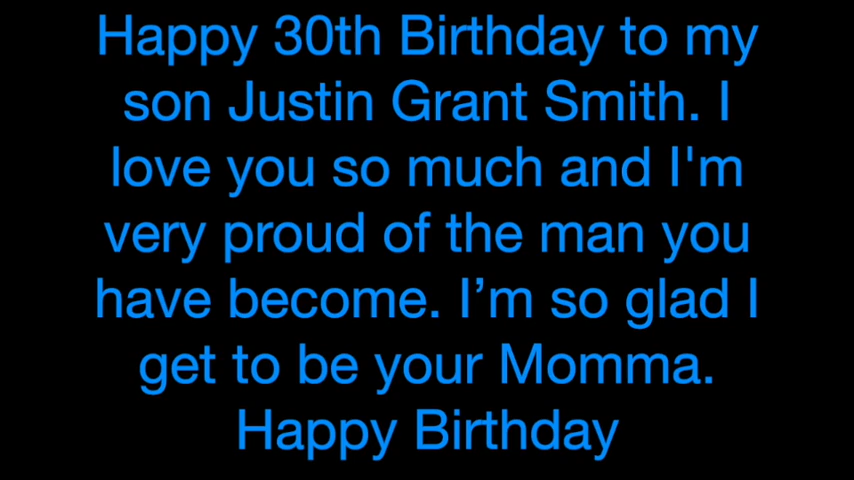 Happy 30th Birthday to my
son Justin Grant Smith. I
love you so much and I'm
very proud of the man you
have become. I’m so glad I
get to be your Momma.
Happy Birthday